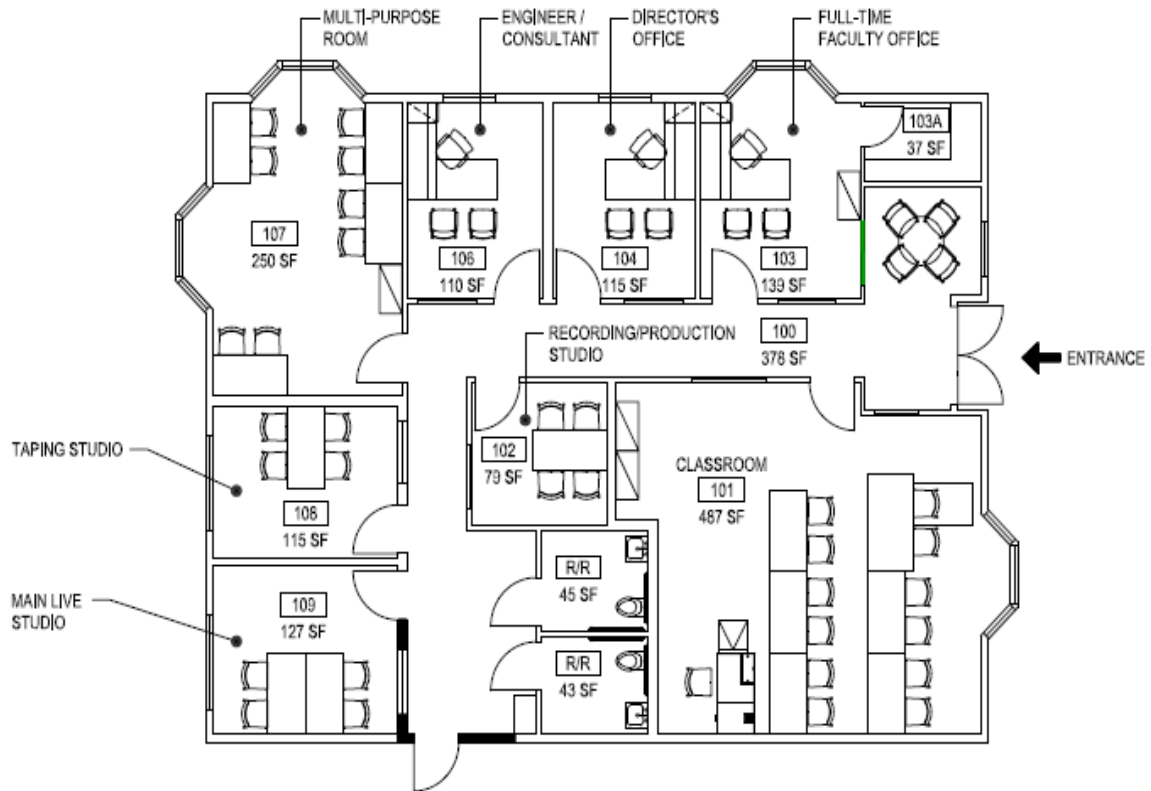 MULTI-PURPOSE
ROOM
ENGINEER /
CONSULTANT
DIRECTOR'S
OFFICE
FULL-TIME
FACULTY OFFICE
103A
37 SF
107
250 SF
106
110 SF
104
115 SF
103
139 SF
100
378 SF
ENTRANCE
RECORDING/PRODUCTION
STUDIO
TAPING STUDIO
102
79 SF
CLASSROOM
101
487 SF
108
115 SF
MAIN LIVE
STUDIO
109
127 SF
R/R
45 SF
R/R
43 SF